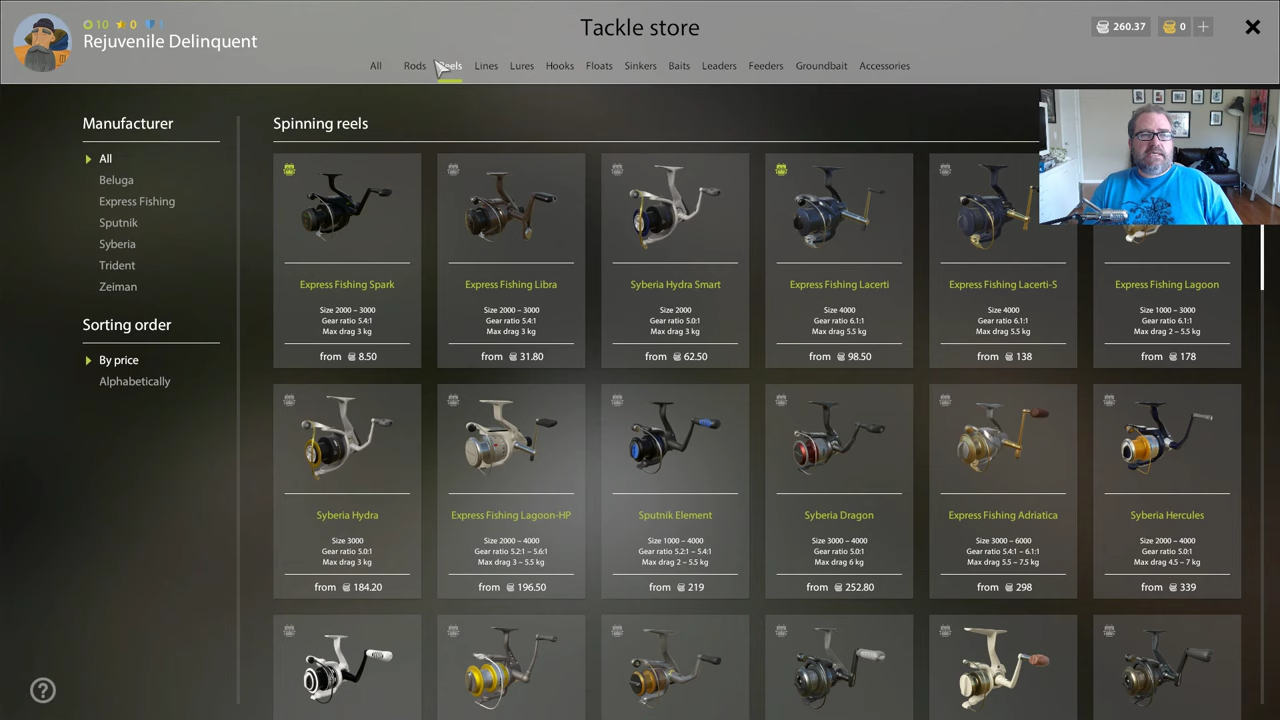 10 0 1
Rejuvenile Delinquent
Tackle store
260.37
0 +
All Rods Reels Lines Lures Hooks Floats Sinkers Baits Leaders Feeders Groundbait Accessories
Manufacturer
All
Beluga
Express Fishing
Sputnik
Syberia
Trident
Zeiman
Sorting order
By price
Alphabetically
Spinning reels
Express Fishing Spark
Size 2000 – 3000
Gear ratio 5.4:1
Max drag 3 kg
from 8.50
Express Fishing Libra
Size 2000 – 3000
Gear ratio 5.4:1
Max drag 3 kg
from 31.80
Syberia Hydra Smart
Size 2000
Gear ratio 5.0:1
Max drag 3 kg
from 62.50
Express Fishing Lacerti
Size 4000
Gear ratio 6.1:1
Max drag 5.5 kg
from 98.50
Express Fishing Lacerti-S
Size 4000
Gear ratio 6.1:1
Max drag 5.5 kg
from 138
Express Fishing Lagoon
Size 1000 – 3000
Gear ratio 6.1:1
Max drag 2 – 5.5 kg
from 178
Syberia Hydra
Size 3000
Gear ratio 5.0:1
Max drag 3 kg
from 184.20
Express Fishing Lagoon-HP
Size 2000 – 4000
Gear ratio 5.2:1 – 5.6:1
Max drag 3 – 5.5 kg
from 196.50
Sputnik Element
Size 1000 – 4000
Gear ratio 5.2:1 – 5.4:1
Max drag 2 – 5.5 kg
from 219
Syberia Dragon
Size 3000 – 4000
Gear ratio 5.0:1
Max drag 6 kg
from 252.80
Express Fishing Adriatica
Size 3000 – 6000
Gear ratio 5.4:1 – 6.1:1
Max drag 5.5 – 7.5 kg
from 298
Syberia Hercules
Size 2000 – 4000
Gear ratio 5.0:1
Max drag 4.5 – 7 kg
from 339
?